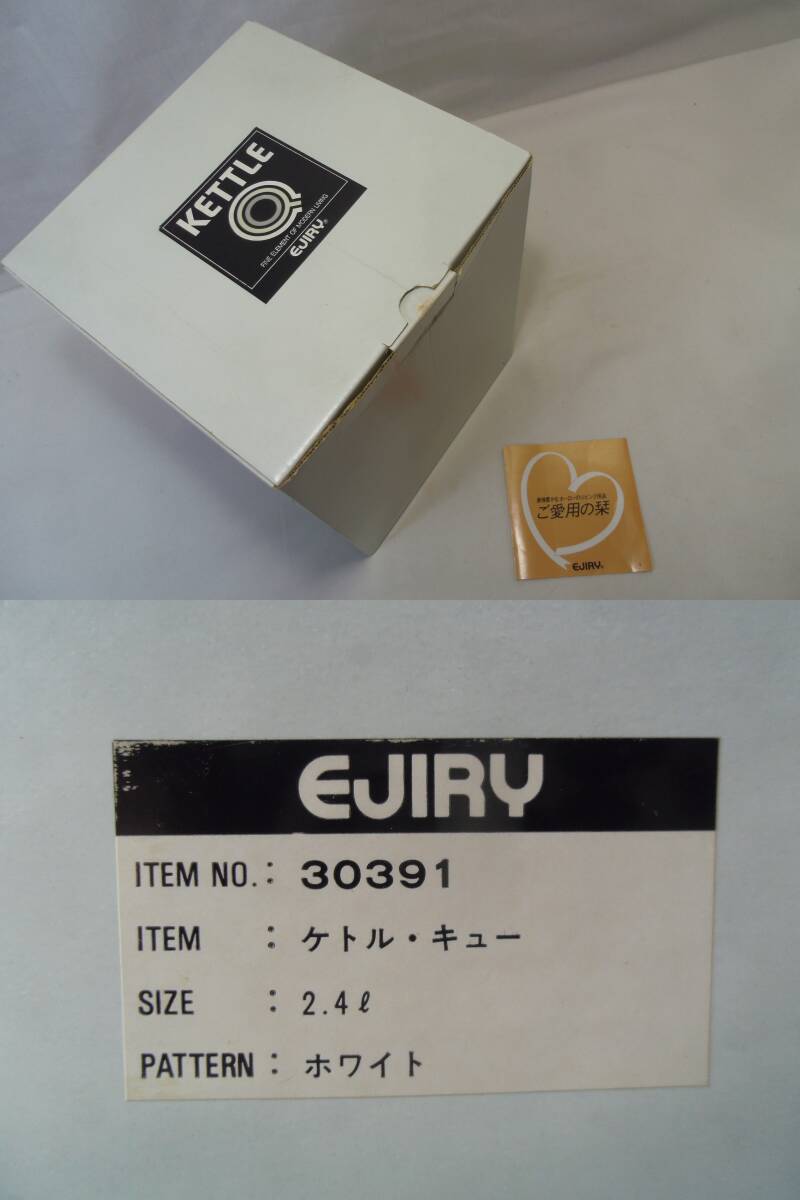 KETTLE
Q
FINE ELEMENT OF MODERN LIVING
EJIRY®
ご愛用の栞
EJIRY®
EJIRY
ITEM NO.: 30391
ITEM : ケトル・キュー
SIZE : 2.4ℓ
PATTERN: ホワイト